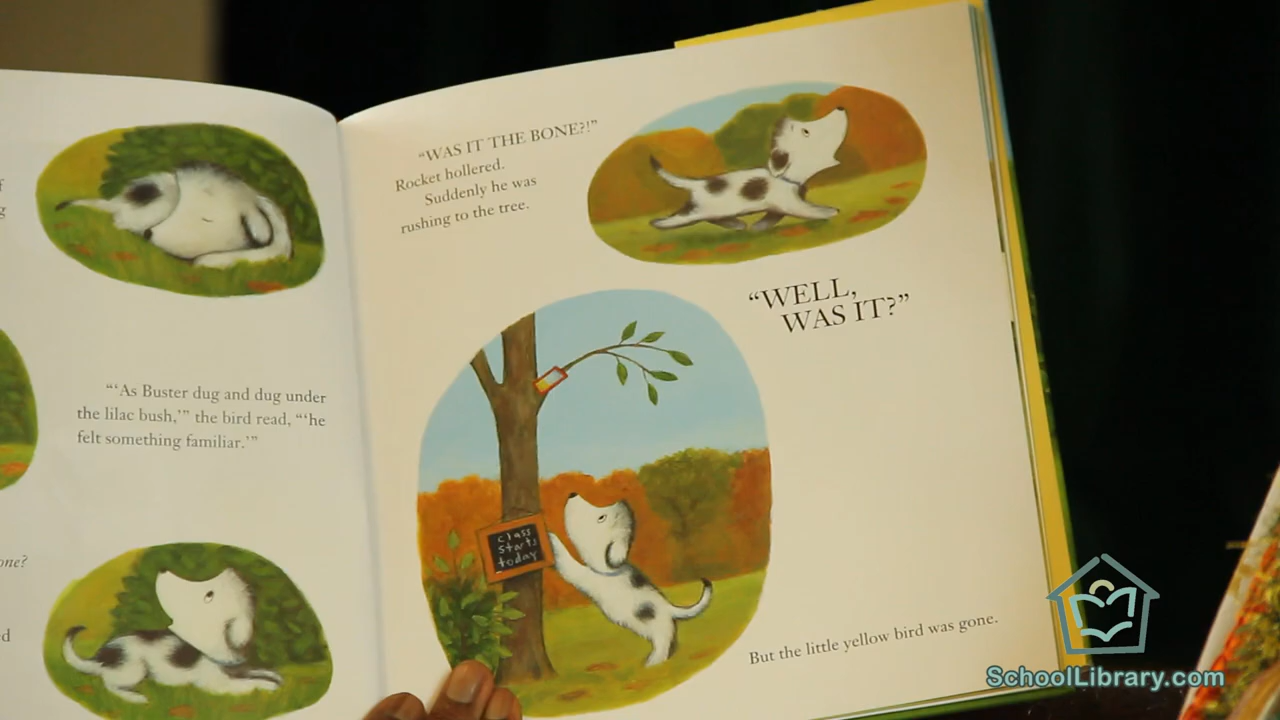 f
g
“‘As Buster dug and dug under
the lilac bush,’” the bird read, “‘he
felt something familiar.’”
one?
d
“WAS IT THE BONE?!”
Rocket hollered.
Suddenly he was
rushing to the tree.
“WELL,
WAS IT?”
class
starts
today
But the little yellow bird was gone.
SchoolLibrary.com